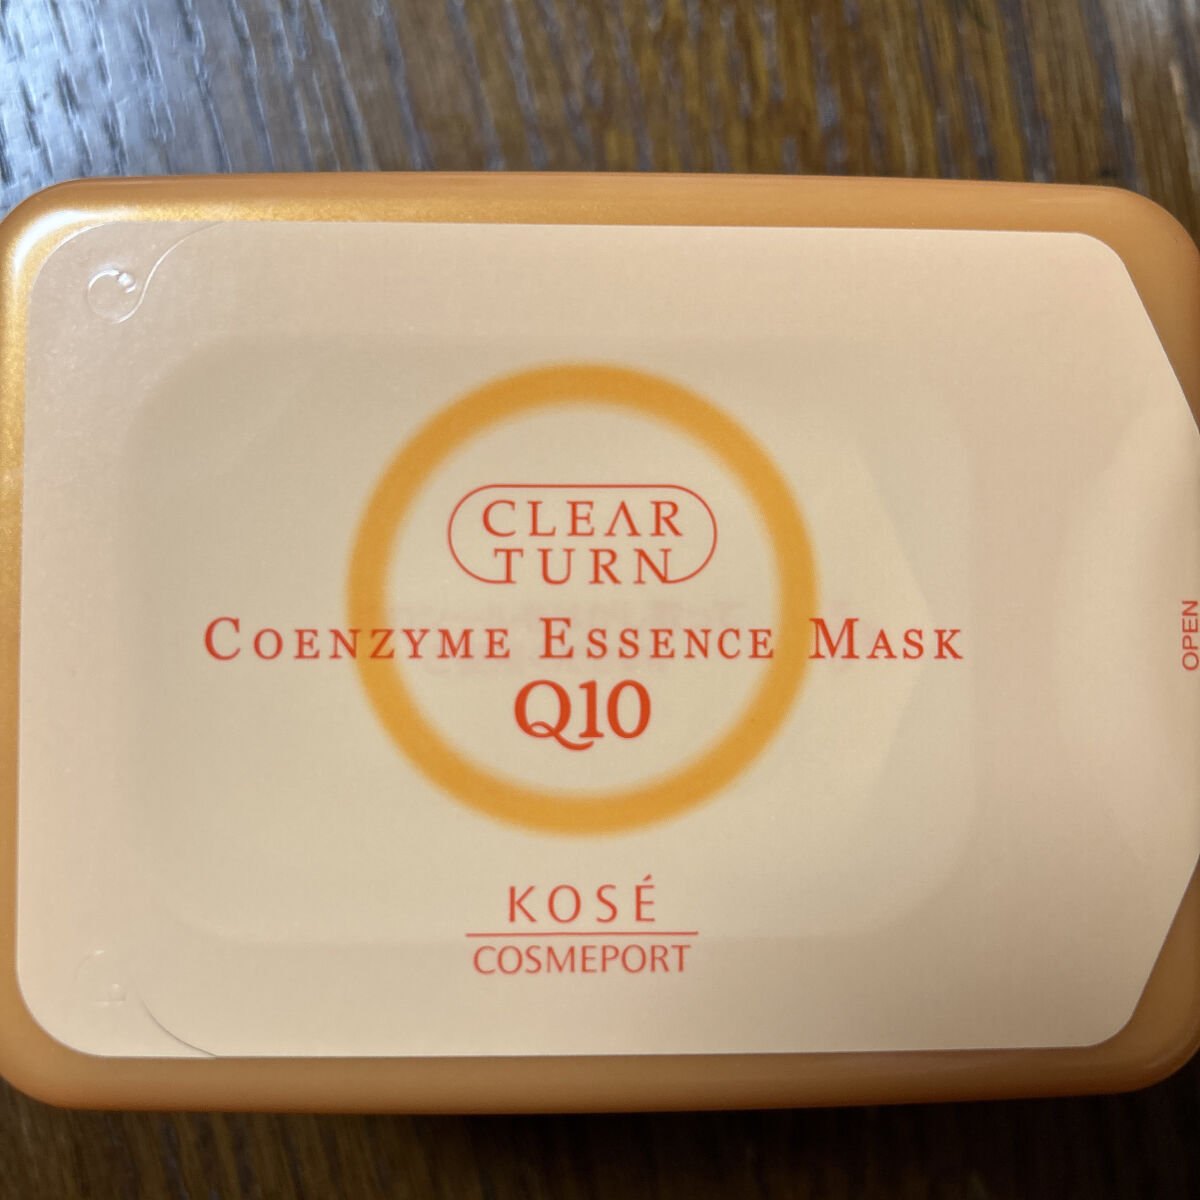 CLEAR
TURN
COENZYME ESSENCE MASK
Q10
KOSÉ
COSMEPORT
OPEN